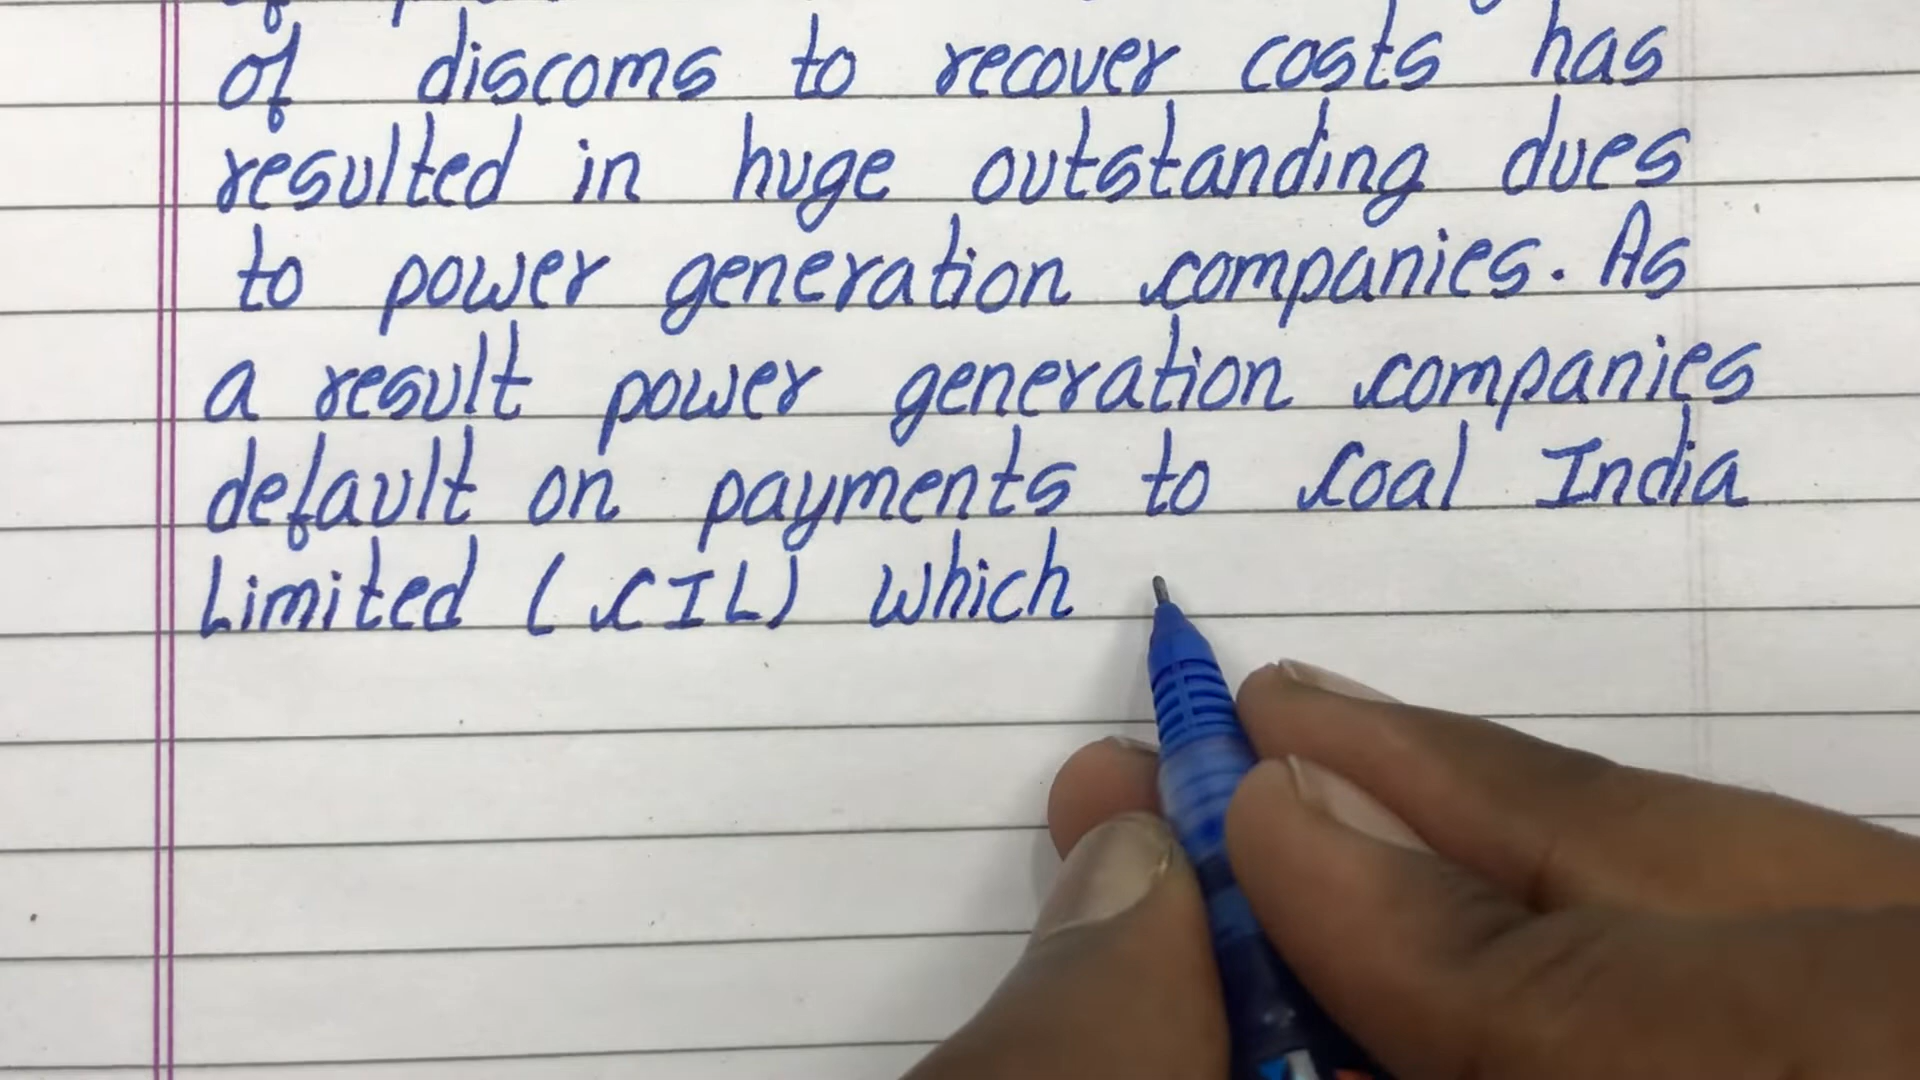 of discoms to recover costs has
resulted in huge outstanding dues
to power generation companies. As
a result power generation companies
default on payments to Coal India
Limited (CIL) which